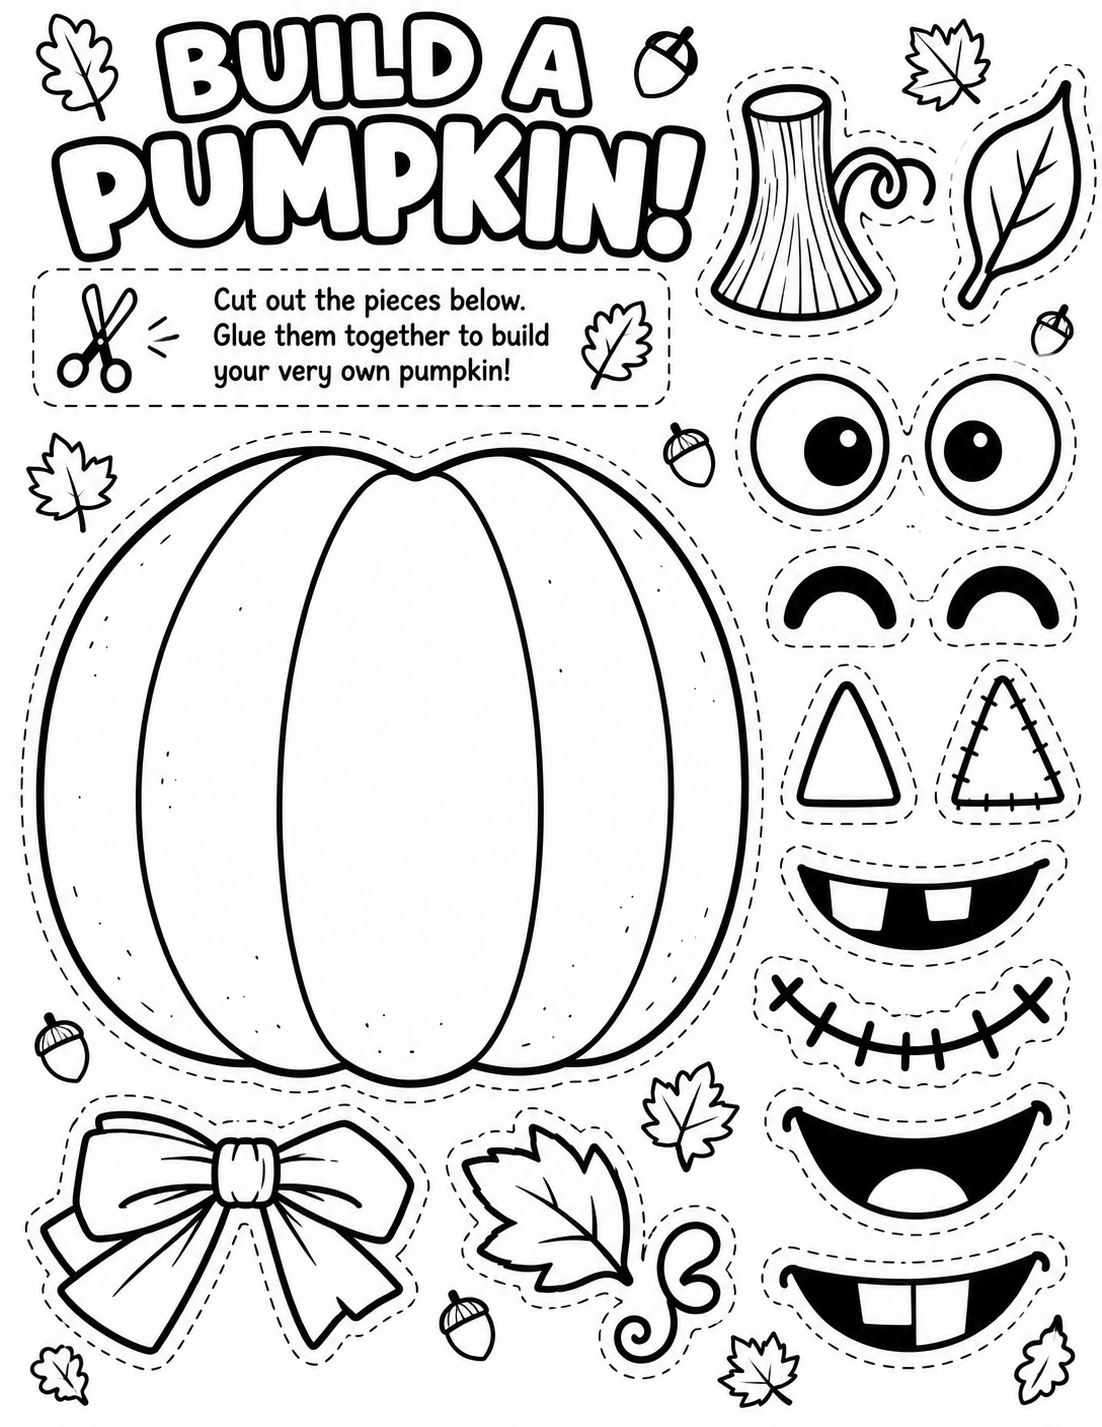 BUILD A
PUMPKIN!
Cut out the pieces below.
Glue them together to build
your very own pumpkin!